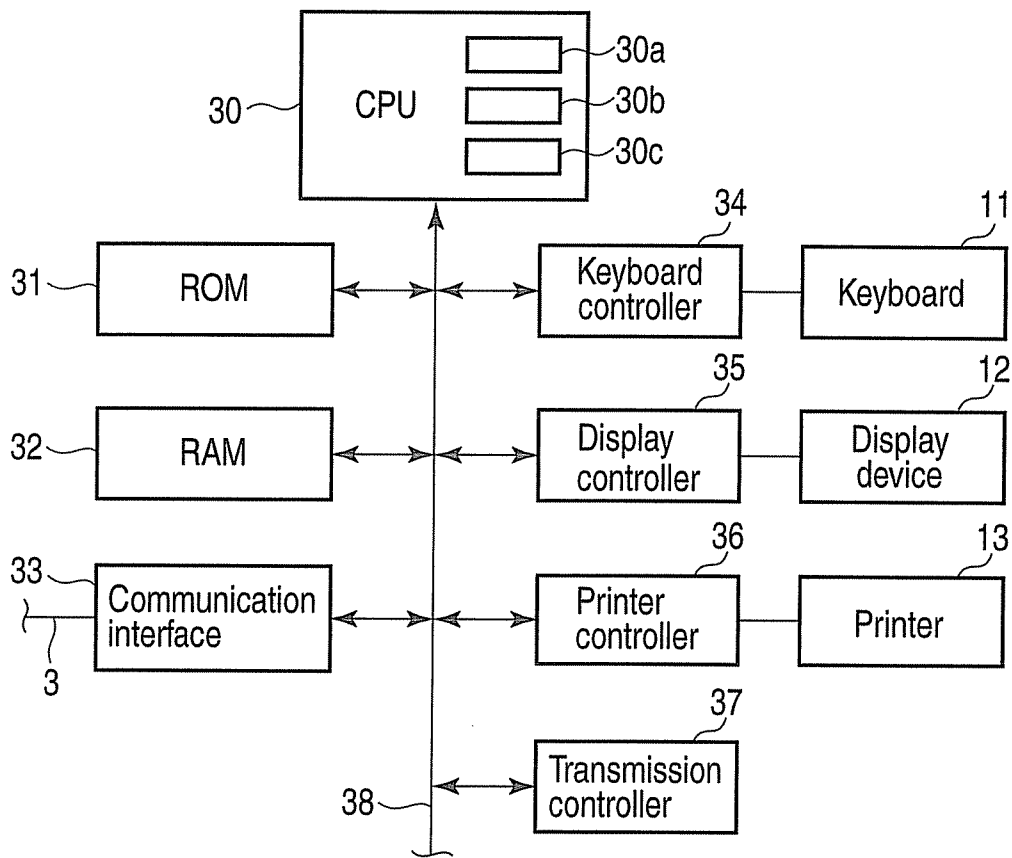 30
CPU
30a
30b
30c
31
ROM
34
Keyboard
controller
11
Keyboard
32
RAM
35
Display
controller
12
Display
device
33
Communication
interface
3
36
Printer
controller
13
Printer
37
Transmission
controller
38